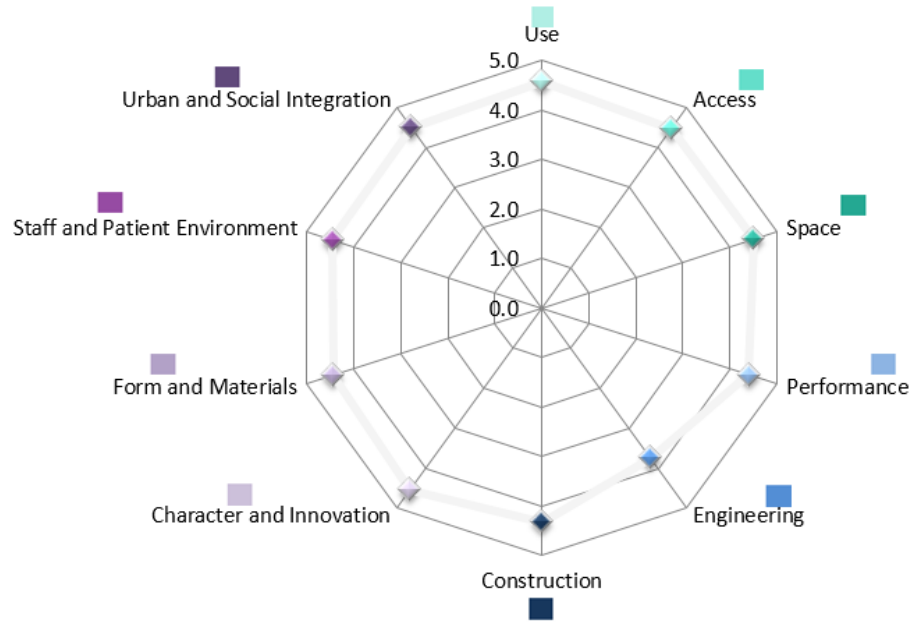 Use
5.0
Urban and Social Integration
Access
4.0
3.0
2.0
Staff and Patient Environment
Space
1.0
0.0
Form and Materials
Performance
Character and Innovation
Engineering
Construction